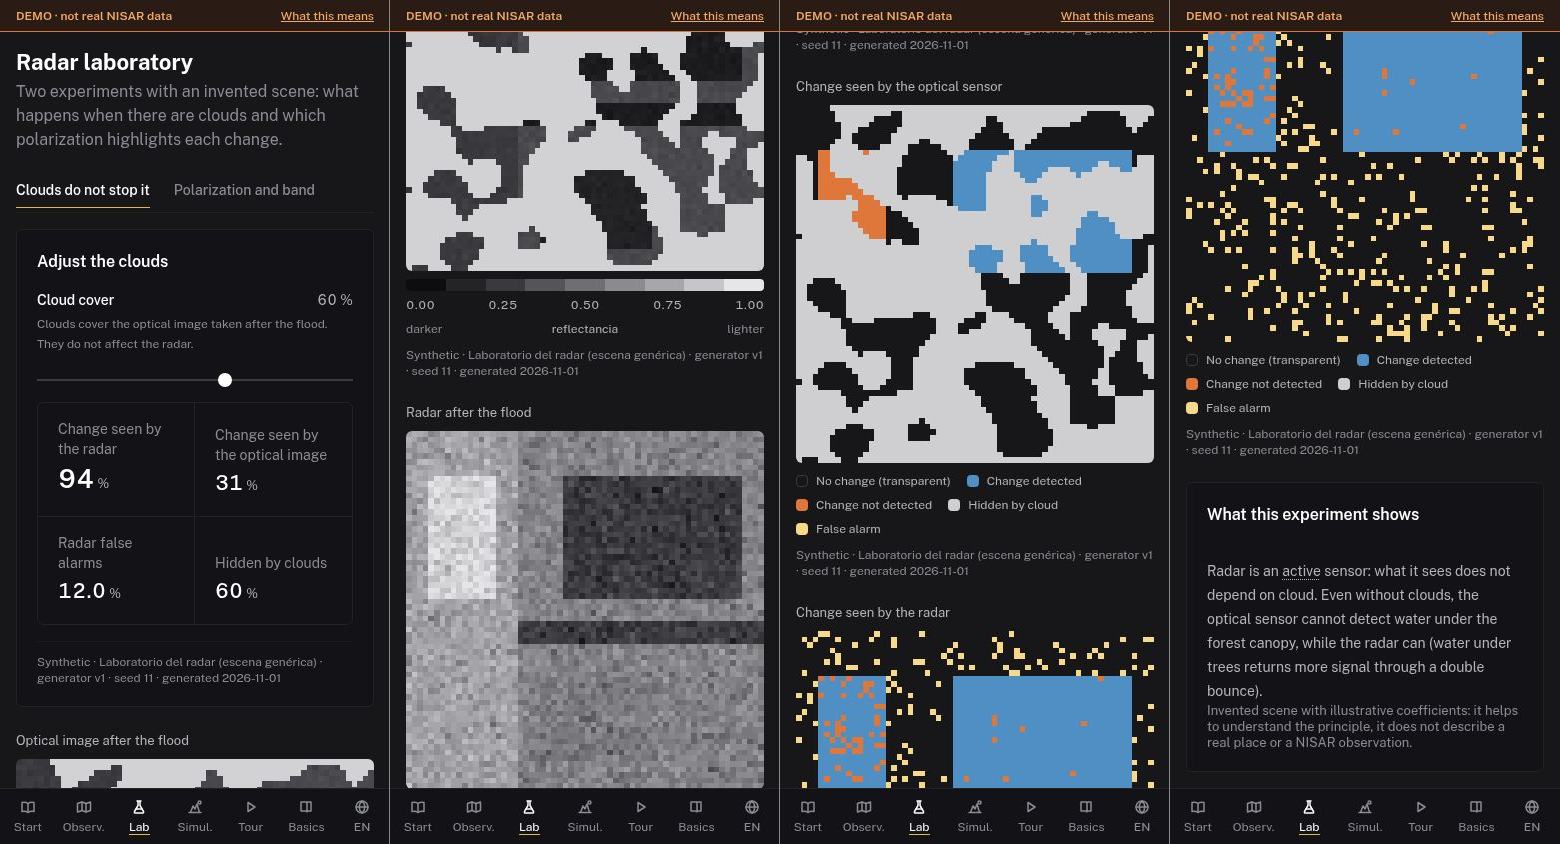 DEMO · not real NISAR data
What this means
Radar laboratory
Two experiments with an invented scene: what
happens when there are clouds and which
polarization highlights each change.
Clouds do not stop it
Polarization and band
Adjust the clouds
Cloud cover
60 %
Clouds cover the optical image taken after the flood.
They do not affect the radar.
Change seen by
the radar
94 %
Change seen by
the optical image
31 %
Radar false
alarms
12.0 %
Hidden by clouds
60 %
Synthetic · Laboratorio del radar (escena genérica) ·
generator v1 · seed 11 · generated 2026-11-01
Optical image after the flood
Start
Observ.
Lab
Simul.
Tour
Basics
EN
DEMO · not real NISAR data
What this means
0.00
0.25
0.50
0.75
1.00
darker
reflectancia
lighter
Synthetic · Laboratorio del radar (escena genérica) · generator v1
· seed 11 · generated 2026-11-01
Radar after the flood
Start
Observ.
Lab
Simul.
Tour
Basics
EN
DEMO · not real NISAR data
What this means
Synthetic · Laboratorio del radar (escena genérica) · generator v1
· seed 11 · generated 2026-11-01
Change seen by the optical sensor
No change (transparent)
Change detected
Change not detected
Hidden by cloud
False alarm
Synthetic · Laboratorio del radar (escena genérica) · generator v1
· seed 11 · generated 2026-11-01
Change seen by the radar
Start
Observ.
Lab
Simul.
Tour
Basics
EN
DEMO · not real NISAR data
What this means
No change (transparent)
Change detected
Change not detected
Hidden by cloud
False alarm
Synthetic · Laboratorio del radar (escena genérica) · generator v1
· seed 11 · generated 2026-11-01
What this experiment shows
Radar is an active sensor: what it sees does not
depend on cloud. Even without clouds, the
optical sensor cannot detect water under the
forest canopy, while the radar can (water under
trees returns more signal through a double
bounce).
Invented scene with illustrative coefficients: it helps
to understand the principle, it does not describe a
real place or a NISAR observation.
Start
Observ.
Lab
Simul.
Tour
Basics
EN